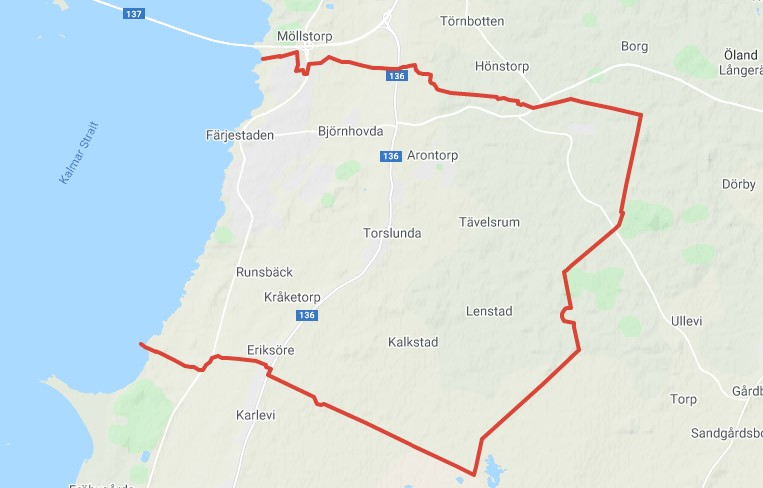 137
Törnbotten
Möllstorp
Borg
Öland
Långerä
136
Hönstorp
Färjestaden
Björnhovda
Kalmar Strait
136
Arontorp
Dörby
Tävelsrum
Torslunda
Runsbäck
Kråketorp
136
Lenstad
Ullevi
Kalkstad
Eriksöre
Karlevi
Torp
Gårdb
Sandgårdsbo